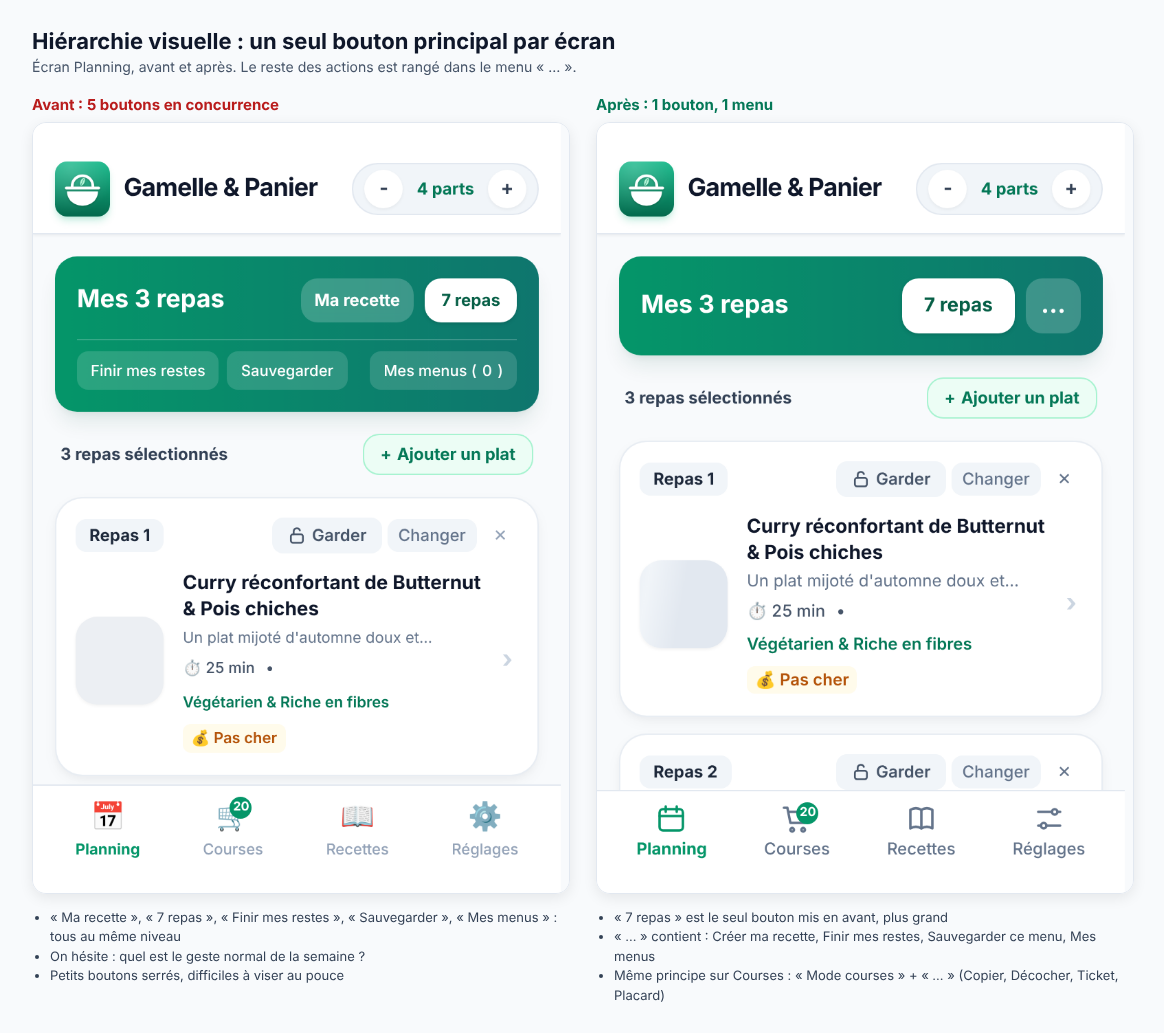 Hiérarchie visuelle : un seul bouton principal par écran
Écran Planning, avant et après. Le reste des actions est rangé dans le menu « ... ».
Avant : 5 boutons en concurrence
Gamelle & Panier
- 4 parts +
Mes 3 repas
Ma recette
7 repas
Finir mes restes
Sauvegarder
Mes menus ( 0 )
3 repas sélectionnés
+ Ajouter un plat
Repas 1
Garder
Changer
×
Curry réconfortant de Butternut
& Pois chiches
Un plat mijoté d'automne doux et...
⏱️ 25 min •
Végétarien & Riche en fibres
💰 Pas cher
July
17
Planning
20
Courses
Recettes
Réglages
• « Ma recette », « 7 repas », « Finir mes restes », « Sauvegarder », « Mes menus » :
tous au même niveau
• On hésite : quel est le geste normal de la semaine ?
• Petits boutons serrés, difficiles à viser au pouce
Après : 1 bouton, 1 menu
Gamelle & Panier
- 4 parts +
Mes 3 repas
7 repas
...
3 repas sélectionnés
+ Ajouter un plat
Repas 1
Garder
Changer
×
Curry réconfortant de Butternut
& Pois chiches
Un plat mijoté d'automne doux et...
⏱️ 25 min •
Végétarien & Riche en fibres
💰 Pas cher
Repas 2
Garder
Changer
×
Planning
20
Courses
Recettes
Réglages
• « 7 repas » est le seul bouton mis en avant, plus grand
• « ... » contient : Créer ma recette, Finir mes restes, Sauvegarder ce menu, Mes
menus
• Même principe sur Courses : « Mode courses » + « ... » (Copier, Décocher, Ticket,
Placard)